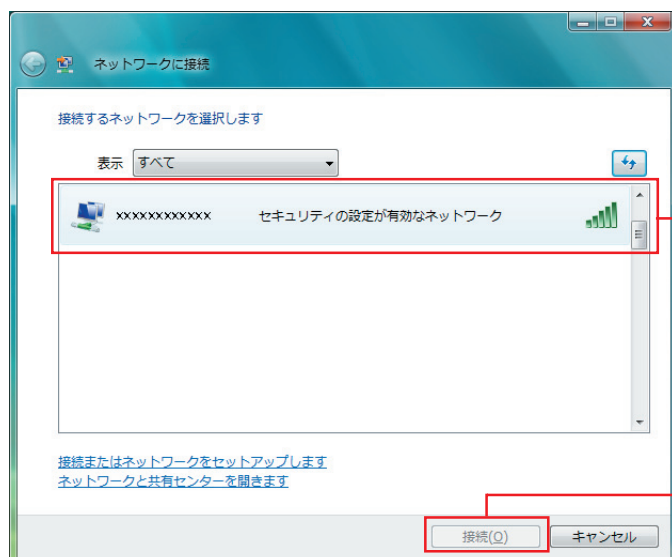 ネットワークに接続
接続するネットワークを選択します
表示 すべて
xxxxxxxxxxxx セキュリティの設定が有効なネットワーク
接続またはネットワークをセットアップします
ネットワークと共有センターを開きます
接続(O) キャンセル